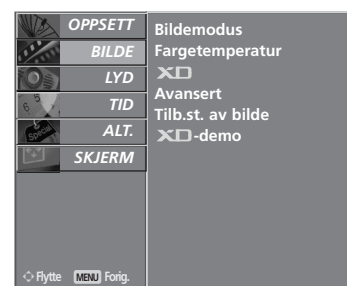 OPPSETT
BILDE
LYD
TID
ALT.
SKJERM
Flytte MENU Forig.
Bildemodus
Fargetemperatur
XD
Avansert
Tilb.st. av bilde
XD-demo